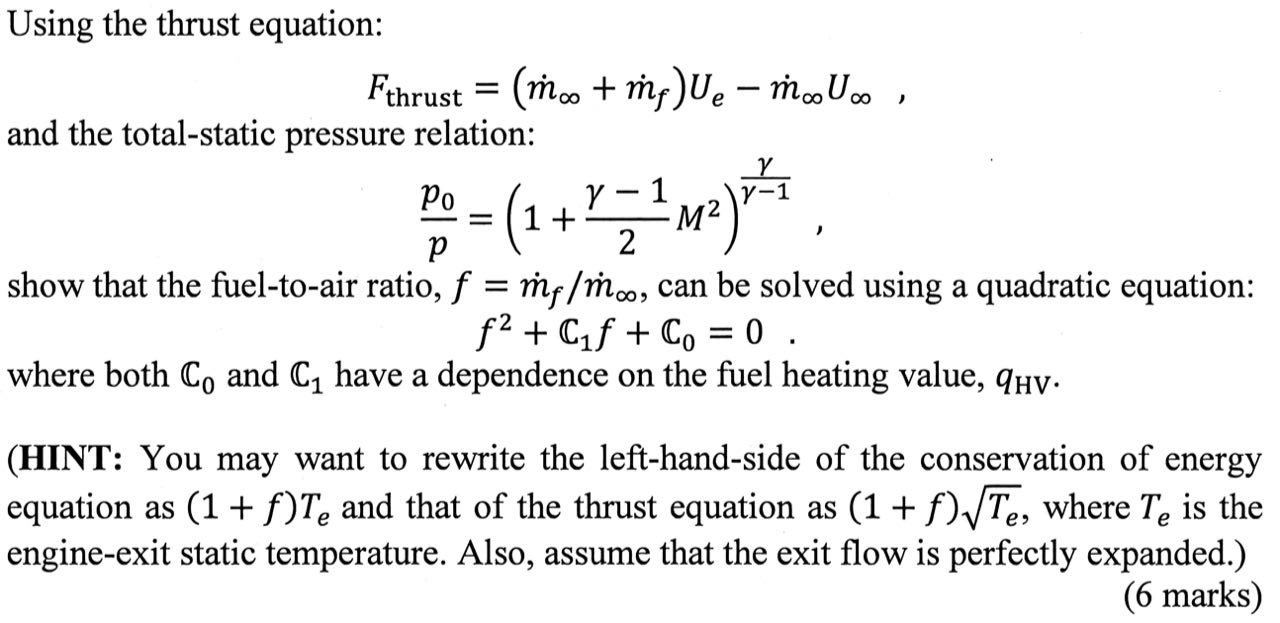 Using the thrust equation:
F_thrust = (ṁ_∞ + ṁ_f)U_e − ṁ_∞U_∞ ,
and the total-static pressure relation:
p_0/p = (1 + (γ − 1)/2 M²)^(γ/(γ−1)) ,
show that the fuel-to-air ratio, f = ṁ_f/ṁ_∞, can be solved using a quadratic equation:
f² + ℂ₁f + ℂ₀ = 0 .
where both ℂ₀ and ℂ₁ have a dependence on the fuel heating value, q_HV.
(HINT: You may want to rewrite the left-hand-side of the conservation of energy
equation as (1 + f)T_e and that of the thrust equation as (1 + f)√T_e, where T_e is the
engine-exit static temperature. Also, assume that the exit flow is perfectly expanded.)
(6 marks)